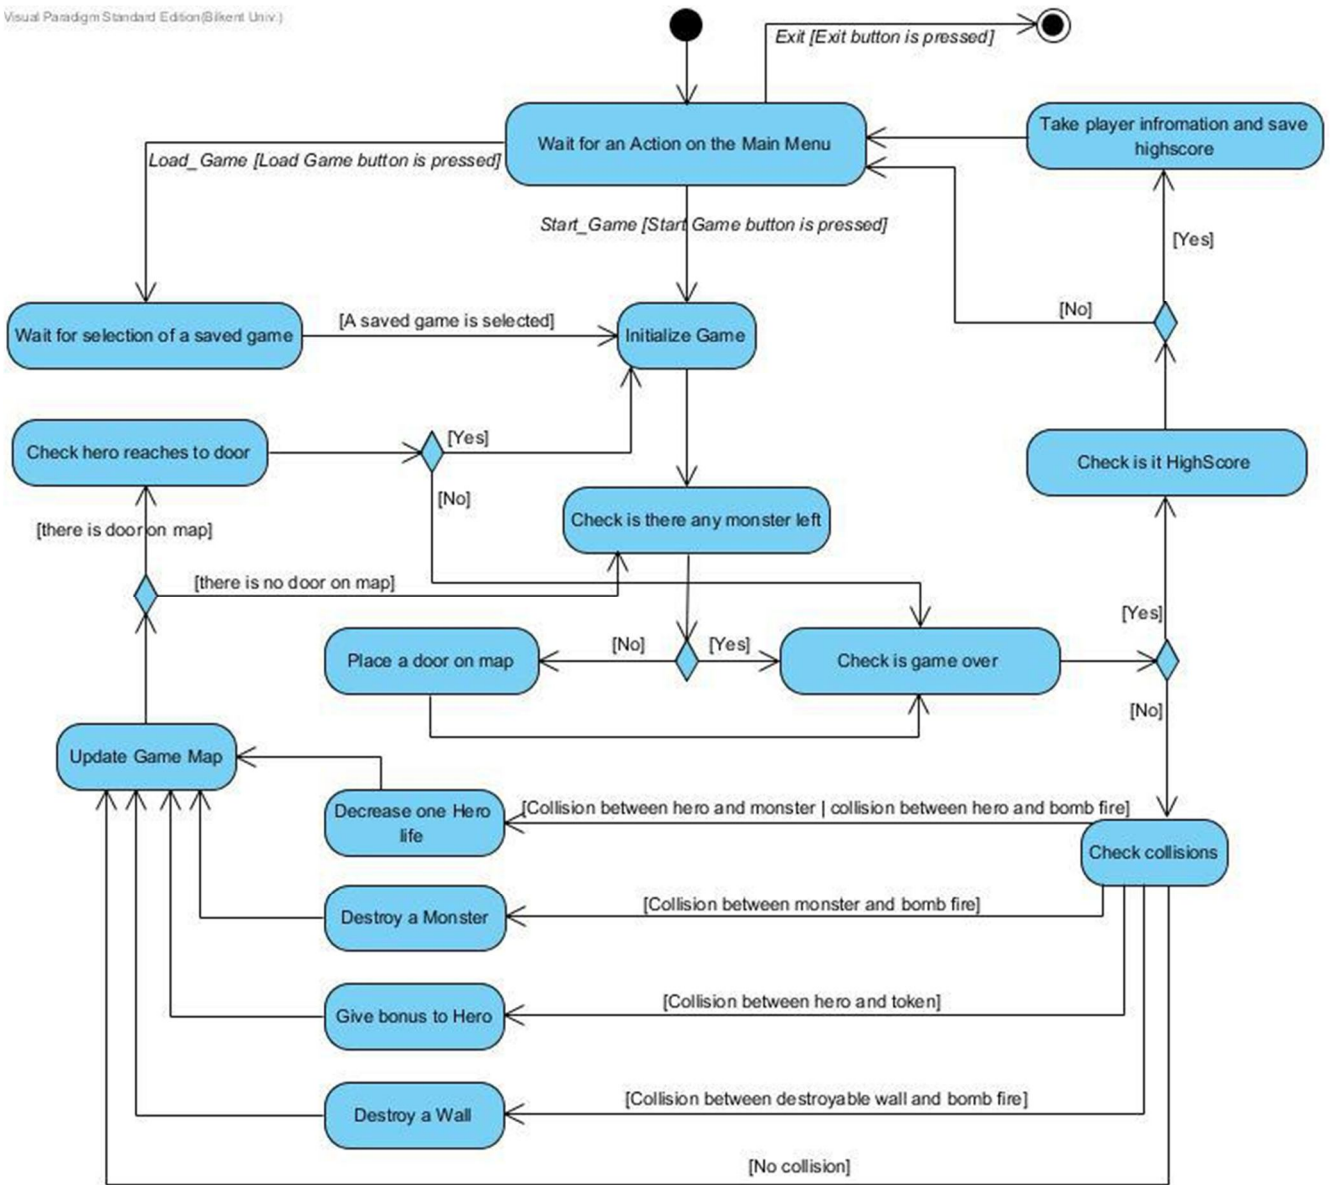 Visual Paradigm Standard Edition(Bilkent Univ.)
Exit [Exit button is pressed]
Wait for an Action on the Main Menu
Take player infromation and save
highscore
Load_Game [Load Game button is pressed]
Start_Game [Start Game button is pressed]
[Yes]
[No]
Wait for selection of a saved game
[A saved game is selected]
Initialize Game
Check hero reaches to door
[Yes]
[No]
Check is it HighScore
[there is door on map]
Check is there any monster left
[there is no door on map]
[Yes]
Place a door on map
[No]
[Yes]
Check is game over
[No]
Update Game Map
Decrease one Hero
life
[Collision between hero and monster | collision between hero and bomb fire]
Check collisions
Destroy a Monster
[Collision between monster and bomb fire]
Give bonus to Hero
[Collision between hero and token]
Destroy a Wall
[Collision between destroyable wall and bomb fire]
[No collision]